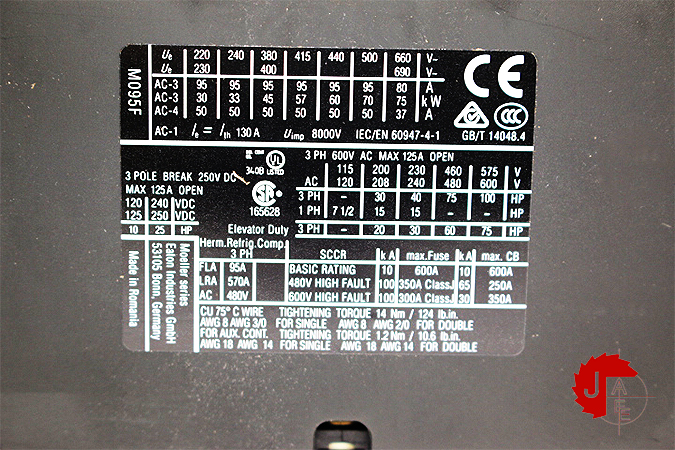 M095F
Ue 220 240 380 415 440 500 660 V~
Ue 230 400 690 V~
AC-3 95 95 95 95 95 95 80 A
AC-3 30 33 45 57 60 70 75 kW
AC-4 50 50 50 50 50 50 37 A
AC-1 Ie = Ith 130 A Uimp 8000V IEC/EN 60947-4-1
CE
CCC
GB/T 14048.4
3 POLE BREAK 250V DC
MAX 125A OPEN
120 240 VDC
125 250 VDC
10 25 HP
UL
IND. CONT. EQ.
34DB LISTED
SA
165628
3 PH 600V AC MAX 125A OPEN
115 200 230 460 575 V
AC 120 208 240 480 600 V
3 PH – 30 40 75 100 HP
1 PH 7 1/2 15 15 – – HP
Elevator Duty 3 PH – 20 30 60 75 HP
Made in Romania
Moeller series
Eaton Industries GmbH
53105 Bonn, Germany
Herm.Refrig.Comp.
3 PH
FLA 95A
LRA 570A
AC 480V
SCCR kA max.Fuse kA max. CB
BASIC RATING 10 600A 10 600A
480V HIGH FAULT 100 350A ClassJ 65 250A
600V HIGH FAULT 100 300A ClassJ 30 350A
CU 75° C WIRE TIGHTENING TORQUE 14 Nm / 124 lb.in.
AWG 8 AWG 3/0 FOR SINGLE AWG 8 AWG 2/0 FOR DOUBLE
FOR AUX. CONT. TIGHTENING TORQUE 1.2 Nm / 10.6 lb.in.
AWG 18 AWG 14 FOR SINGLE AWG 18 AWG 14 FOR DOUBLE